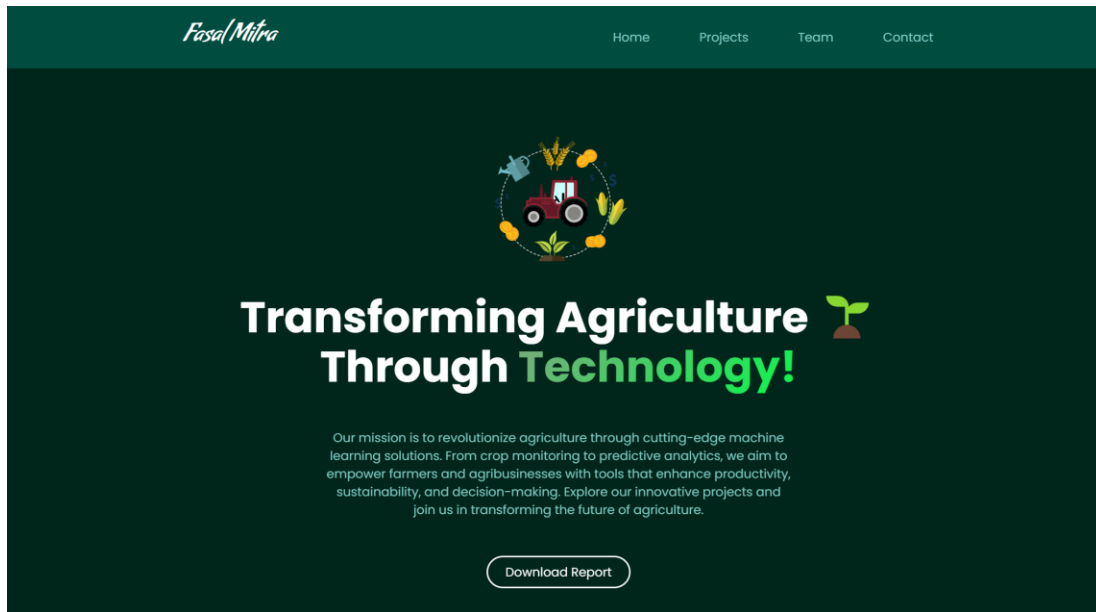 Fasal Mitra
Home Projects Team Contact
Transforming Agriculture
Through Technology!
Our mission is to revolutionize agriculture through cutting-edge machine
learning solutions. From crop monitoring to predictive analytics, we aim to
empower farmers and agribusinesses with tools that enhance productivity,
sustainability, and decision-making. Explore our innovative projects and
join us in transforming the future of agriculture.
Download Report